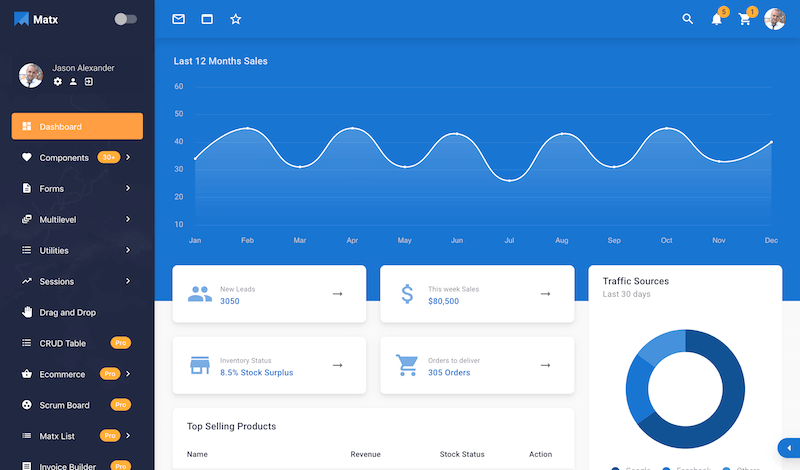 Matx
Jason Alexander
Dashboard
Components 30+
Forms
Multilevel
Utilities
Sessions
Drag and Drop
CRUD Table Pro
Ecommerce Pro
Scrum Board Pro
Matx List Pro
Invoice Builder Pro
5 1
Last 12 Months Sales
60
50
40
30
20
10
Jan Feb Mar Apr May Jun Jul Aug Sep Oct Nov Dec
New Leads
3050
This week Sales
$80,500
Inventory Status
8.5% Stock Surplus
Orders to deliver
305 Orders
Top Selling Products
Name Revenue Stock Status Action
Traffic Sources
Last 30 days
Google Facebook Others